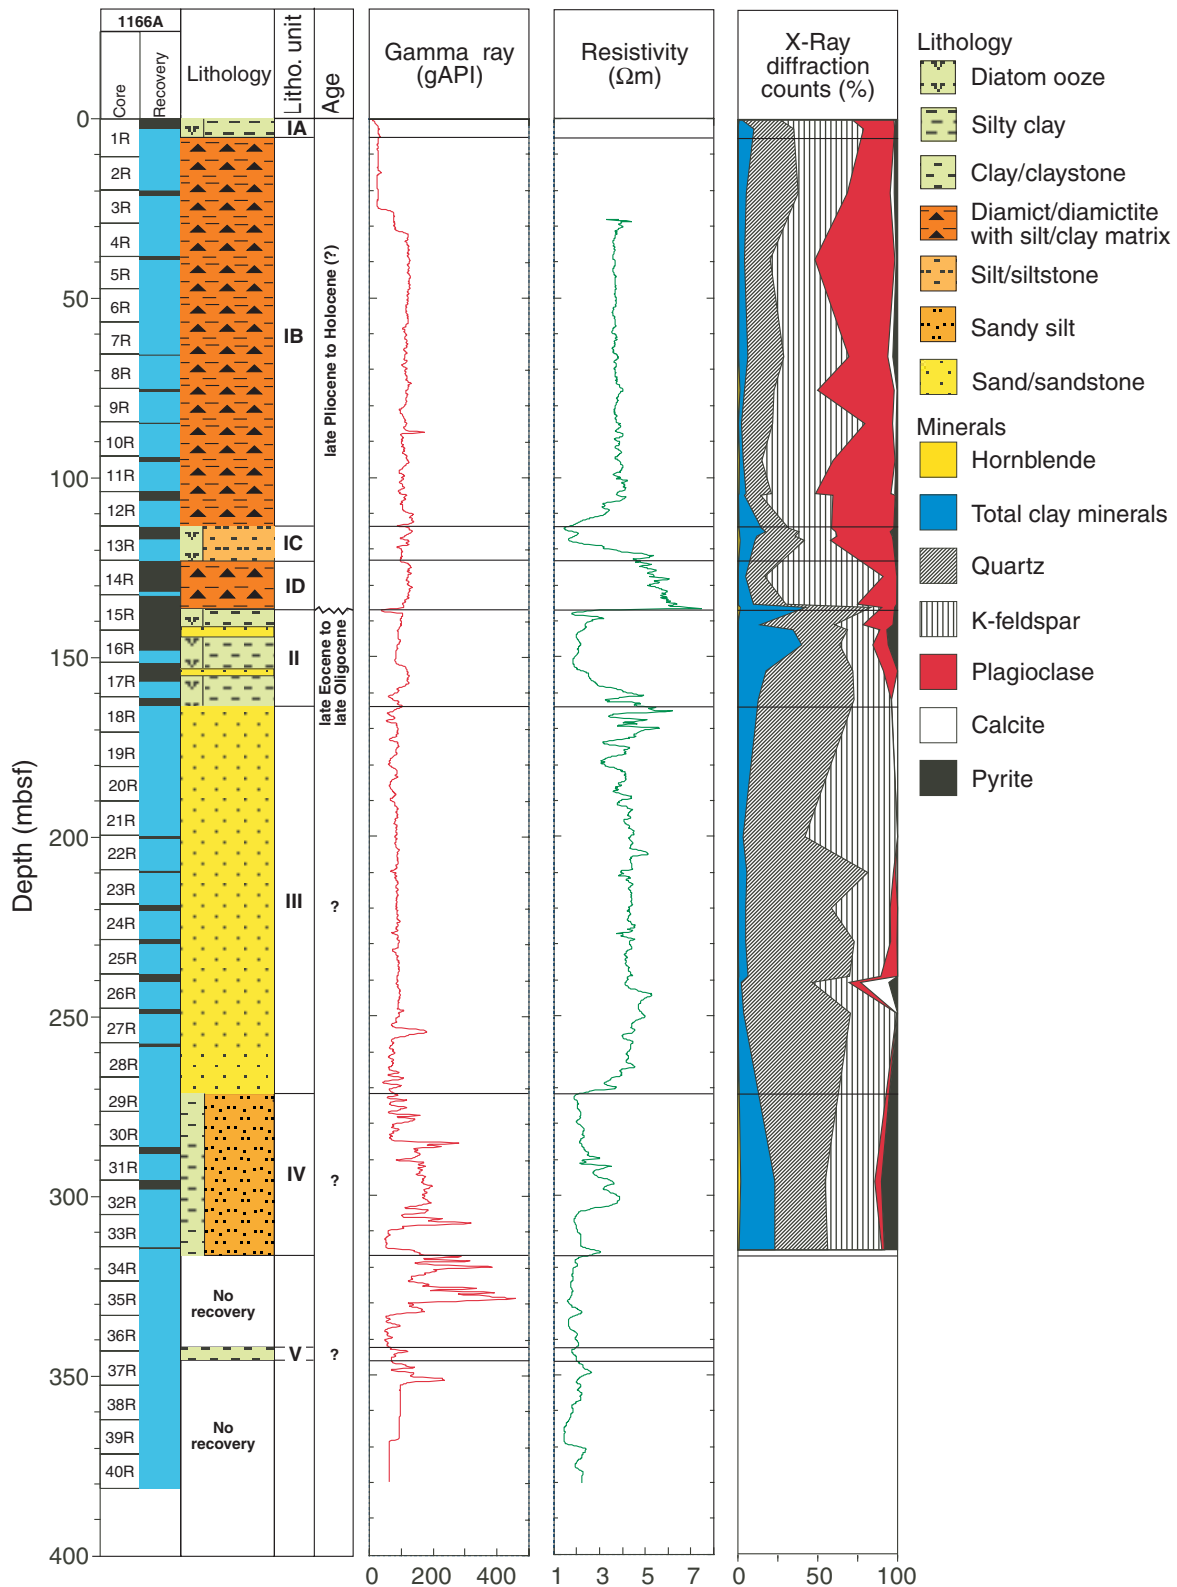 1166A
Core
Recovery
Lithology
Litho. unit
Age
Gamma ray
(gAPI)
Resistivity
(Ωm)
X-Ray
diffraction
counts (%)
Depth (mbsf)
0
50
100
150
200
250
300
350
400
1R
2R
3R
4R
5R
6R
7R
8R
9R
10R
11R
12R
13R
14R
15R
16R
17R
18R
19R
20R
21R
22R
23R
24R
25R
26R
27R
28R
29R
30R
31R
32R
33R
34R
35R
36R
37R
38R
39R
40R
No
recovery
No
recovery
IA
IB
IC
ID
II
III
IV
V
late Pliocene to Holocene (?)
late Eocene to
late Oligocene
?
?
?
0 200 400
1 3 5 7
0 50 100
Lithology
Diatom ooze
Silty clay
Clay/claystone
Diamict/diamictite
with silt/clay matrix
Silt/siltstone
Sandy silt
Sand/sandstone
Minerals
Hornblende
Total clay minerals
Quartz
K-feldspar
Plagioclase
Calcite
Pyrite